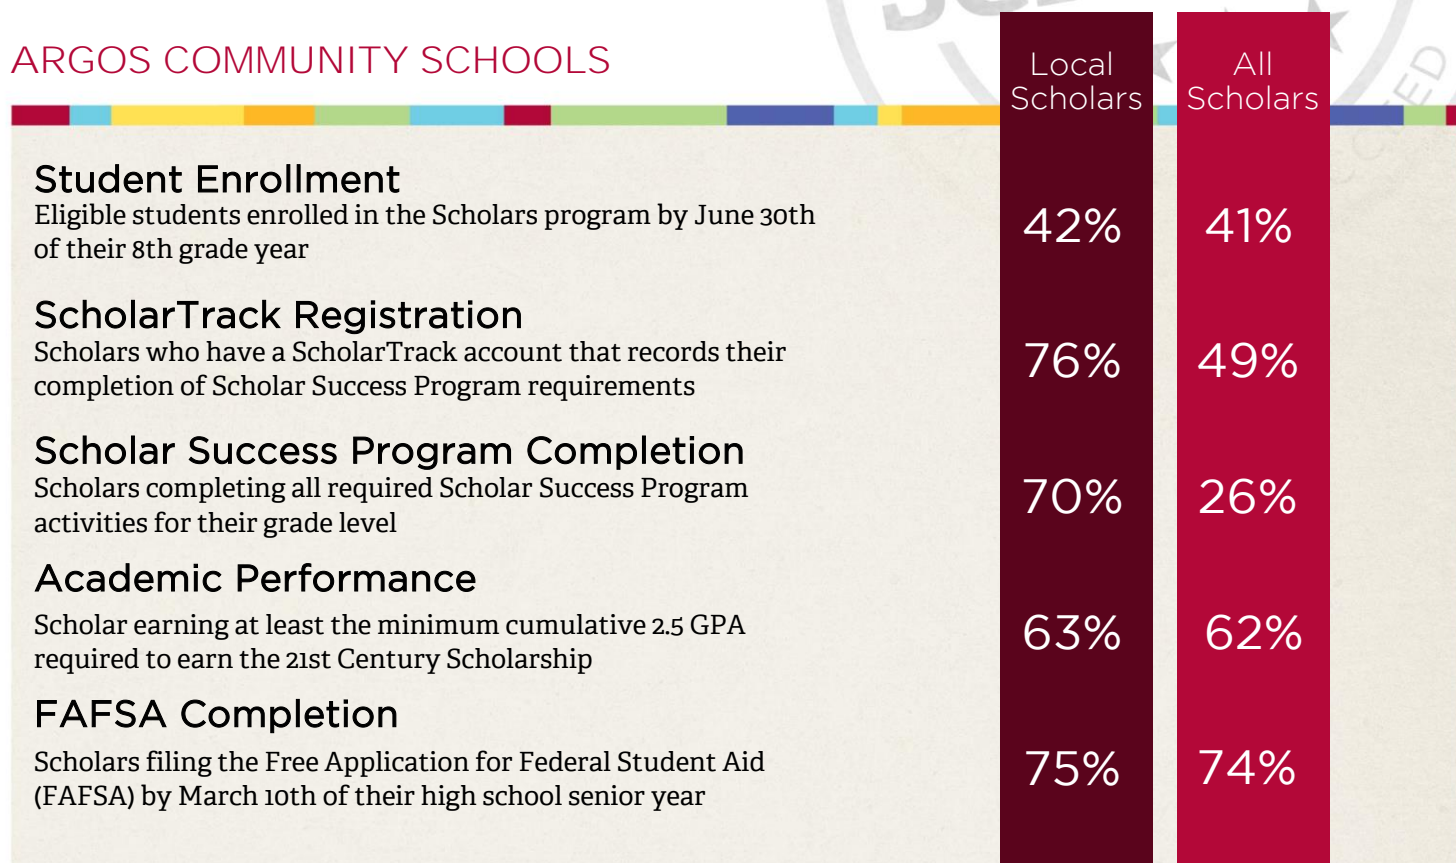 ARGOS COMMUNITY SCHOOLS
Local
Scholars
All
Scholars
Student Enrollment
Eligible students enrolled in the Scholars program by June 30th
of their 8th grade year
42%
41%
ScholarTrack Registration
Scholars who have a ScholarTrack account that records their
completion of Scholar Success Program requirements
76%
49%
Scholar Success Program Completion
Scholars completing all required Scholar Success Program
activities for their grade level
70%
26%
Academic Performance
Scholar earning at least the minimum cumulative 2.5 GPA
required to earn the 21st Century Scholarship
63%
62%
FAFSA Completion
Scholars filing the Free Application for Federal Student Aid
(FAFSA) by March 10th of their high school senior year
75%
74%